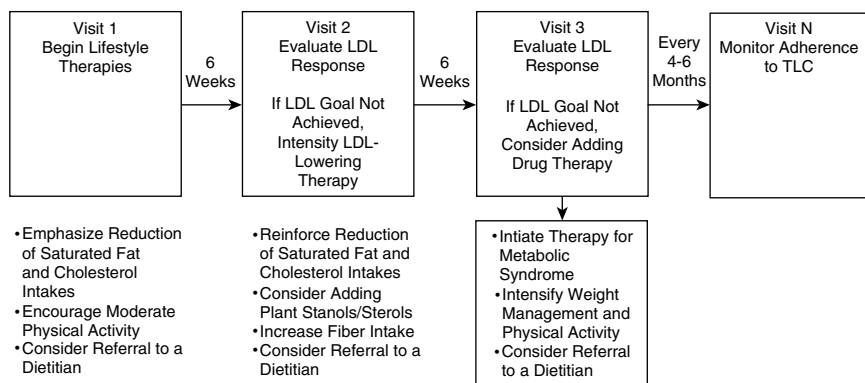 Visit 1
Begin Lifestyle
Therapies
6
Weeks
Visit 2
Evaluate LDL
Response
If LDL Goal Not
Achieved,
Intensity LDL-
Lowering
Therapy
6
Weeks
Visit 3
Evaluate LDL
Response
If LDL Goal Not
Achieved,
Consider Adding
Drug Therapy
Every
4-6
Months
Visit N
Monitor Adherence
to TLC
•Emphasize Reduction
of Saturated Fat
and Cholesterol
Intakes
•Encourage Moderate
Physical Activity
•Consider Referral to a
Dietitian
•Reinforce Reduction
of Saturated Fat and
Cholesterol Intakes
•Consider Adding
Plant Stanols/Sterols
•Increase Fiber Intake
•Consider Referral to a
Dietitian
•Intiate Therapy for
Metabolic
Syndrome
•Intensify Weight
Management and
Physical Activity
•Consider Referral
to a Dietitian